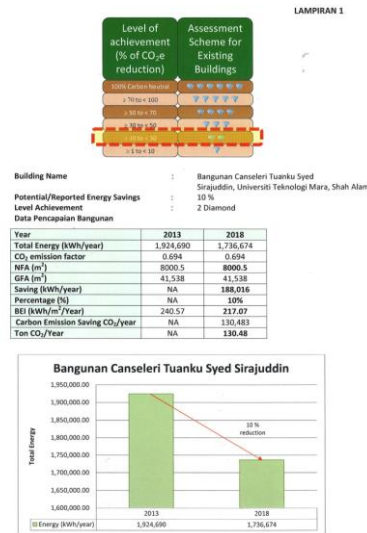 LAMPIRAN 1
Level of achievement (% of CO₂e reduction) Assessment Scheme for Existing Buildings
100% Carbon Neutral
≥ 70 to < 100
≥ 50 to < 70
≥ 30 to < 50
≥ 10 to < 30
≥ 1 to < 10
Building Name : Bangunan Canseleri Tuanku Syed
Sirajuddin, Universiti Teknologi Mara, Shah Alam
Potential/Reported Energy Savings : 10 %
Level Achievement : 2 Diamond
Data Pencapaian Bangunan
Year 2013 2018
Total Energy (kWh/year) 1,924,690 1,736,674
CO₂ emission factor 0.694 0.694
NFA (m²) 8000.5 8000.5
GFA (m²) 41,538 41,538
Saving (kWh/year) NA 188,016
Percentage (%) NA 10%
BEI (kWh/m²/Year) 240.57 217.07
Carbon Emission Saving CO₂/year NA 130,483
Ton CO₂/Year NA 130.48
Bangunan Canseleri Tuanku Syed Sirajuddin
Total Energy
1,950,000.00
1,900,000.00
1,850,000.00
1,800,000.00
1,750,000.00
1,700,000.00
1,650,000.00
1,600,000.00
10 %
reduction
2013 2018
Energy (kWh/year) 1,924,690 1,736,674